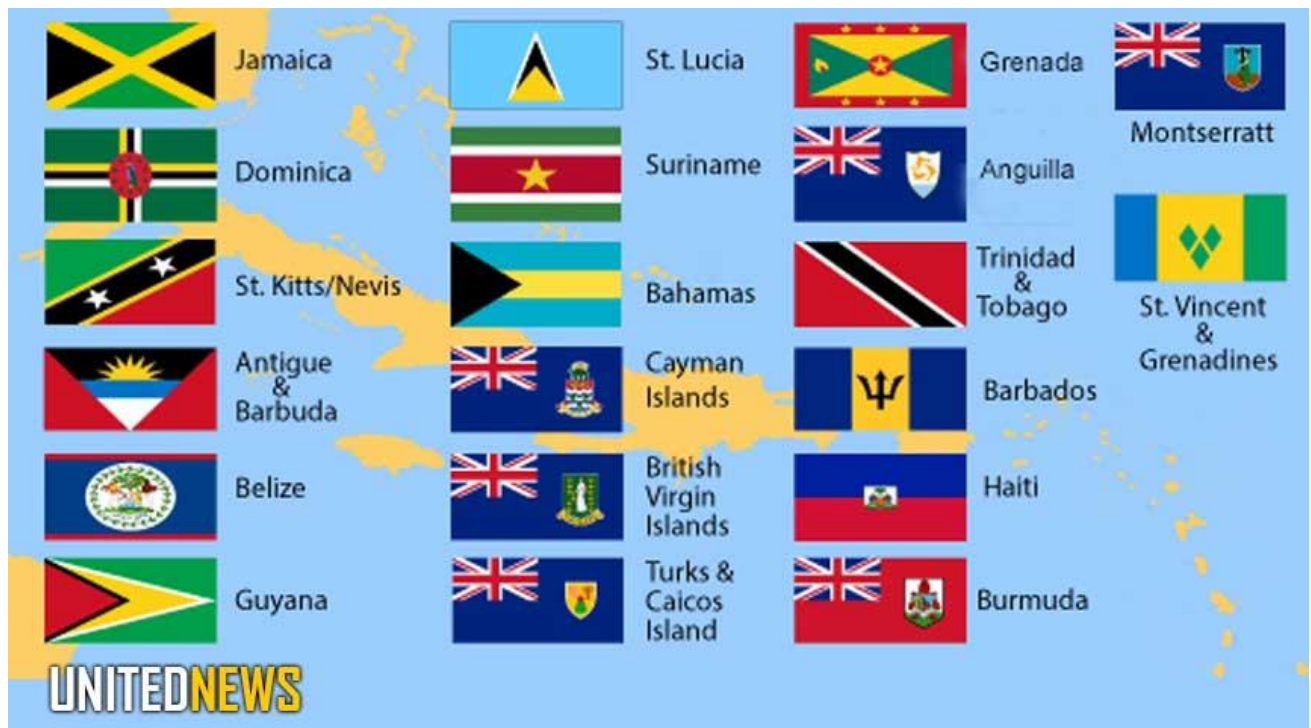 Jamaica
Dominica
St. Kitts/Nevis
Antigue
&
Barbuda
Belize
Guyana
St. Lucia
Suriname
Bahamas
Cayman
Islands
British
Virgin
Islands
Turks &
Caicos
Island
Grenada
Anguilla
Trinidad
&
Tobago
Barbados
Haiti
Burmuda
Montserratt
St. Vincent
&
Grenadines
UNITEDNEWS